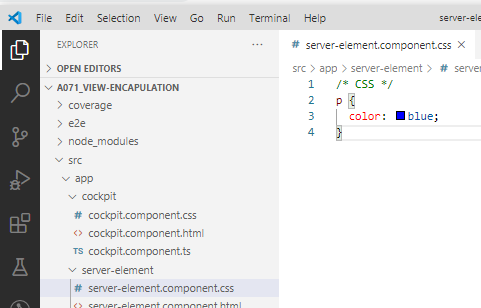 File Edit Selection View Go Run Terminal Help server-ele
EXPLORER ...
OPEN EDITORS
A071_VIEW-ENCAPULATION
coverage
e2e
node_modules
src
app
cockpit
# cockpit.component.css
<> cockpit.component.html
TS cockpit.component.ts
server-element
# server-element.component.css
<> server-element.component.html
# server-element.component.css ×
src > app > server-element > # serve
1 /* CSS */
2 p {
3 color: blue;
4 }